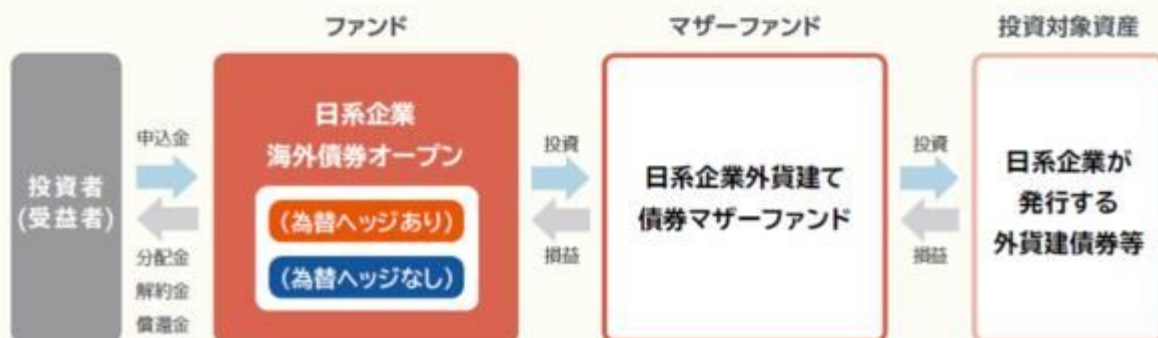 ファンド
マザーファンド
投資対象資産
投資者
(受益者)
申込金
分配金
解約金
償還金
日系企業
海外債券オープン
(為替ヘッジあり)
(為替ヘッジなし)
投資
損益
日系企業外貨建て
債券マザーファンド
投資
損益
日系企業が
発行する
外貨建債券等